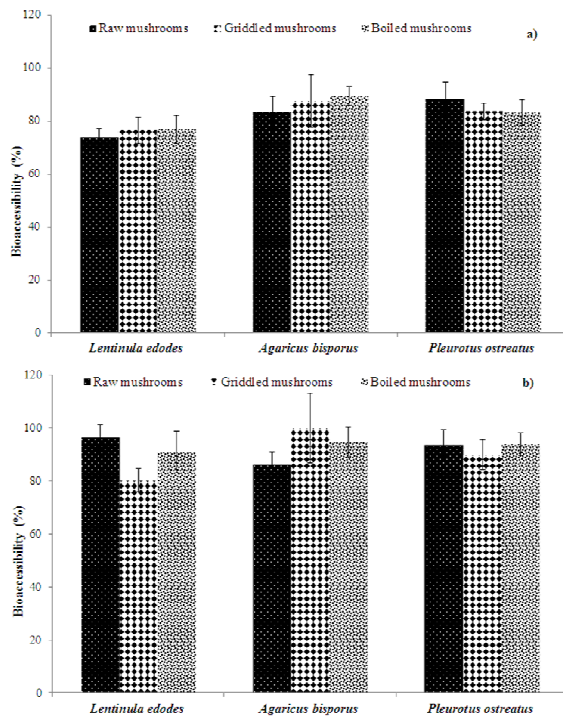 Raw mushrooms Griddled mushrooms Boiled mushrooms
a)
120
100
80
60
40
20
0
Bioaccessibility (%)
Lentinula edodes Agaricus bisporus Pleurotus ostreatus
120
Raw mushrooms Griddled mushrooms Boiled mushrooms b)
100
80
60
40
20
0
Bioaccessibility (%)
Lentinula edodes Agaricus bisporus Pleurotus ostreatus